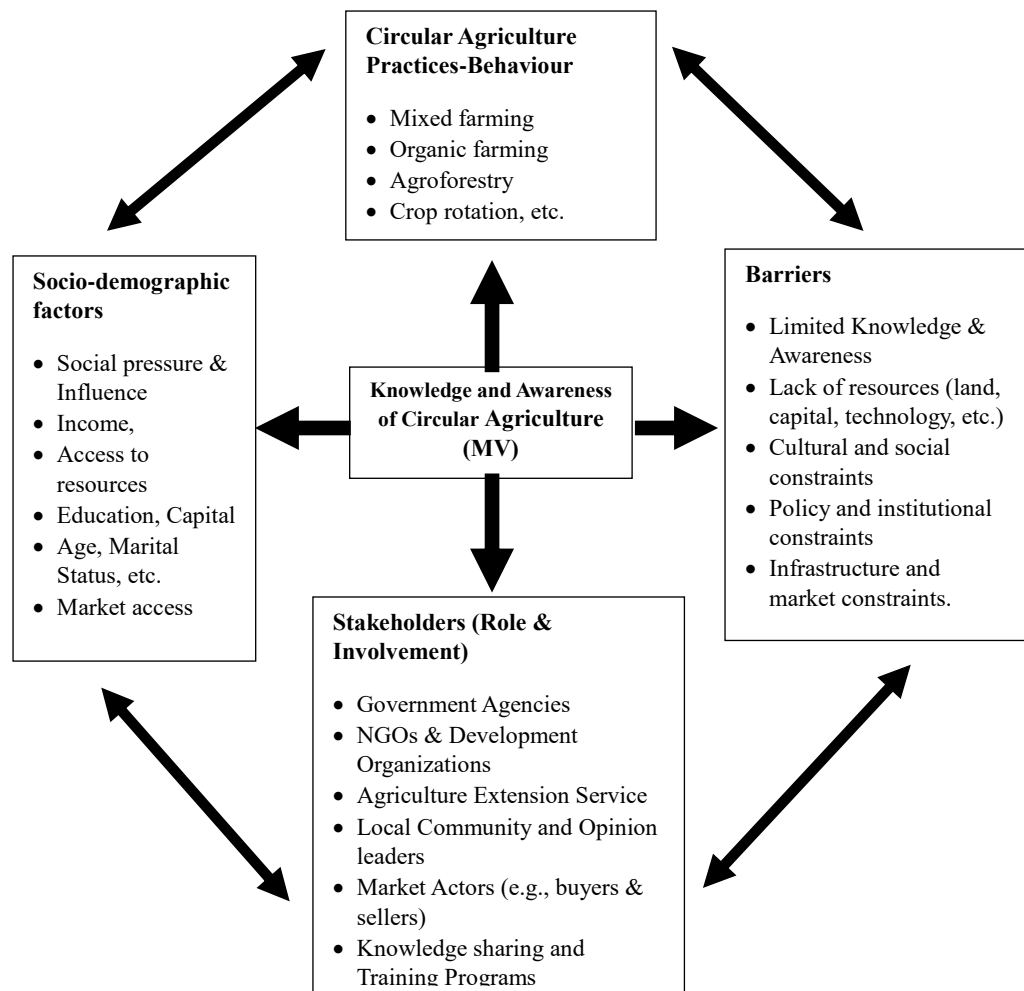 Circular Agriculture
Practices-Behaviour
• Mixed farming
• Organic farming
• Agroforestry
• Crop rotation, etc.
Socio-demographic
factors
• Social pressure &
Influence
• Income,
• Access to
resources
• Education, Capital
• Age, Marital
Status, etc.
• Market access
Knowledge and Awareness
of Circular Agriculture
(MV)
Barriers
• Limited Knowledge &
Awareness
• Lack of resources (land,
capital, technology, etc.)
• Cultural and social
constraints
• Policy and institutional
constraints
• Infrastructure and
market constraints.
Stakeholders (Role &
Involvement)
• Government Agencies
• NGOs & Development
Organizations
• Agriculture Extension Service
• Local Community and Opinion
leaders
• Market Actors (e.g., buyers &
sellers)
• Knowledge sharing and
Training Programs